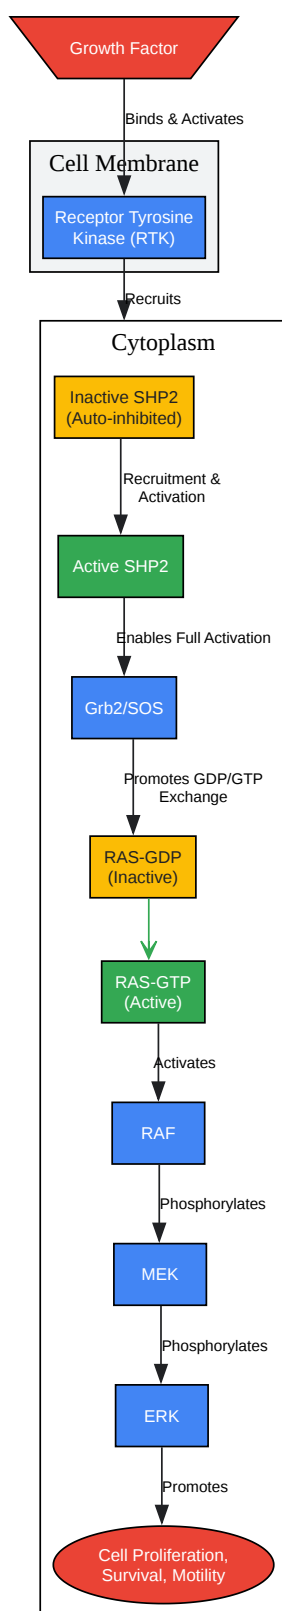 Growth Factor
Binds & Activates
Cell Membrane
Receptor Tyrosine
Kinase (RTK)
Recruits
Cytoplasm
Inactive SHP2
(Auto-inhibited)
Recruitment &
Activation
Active SHP2
Enables Full Activation
Grb2/SOS
Promotes GDP/GTP
Exchange
RAS-GDP
(Inactive)
RAS-GTP
(Active)
Activates
RAF
Phosphorylates
MEK
Phosphorylates
ERK
Promotes
Cell Proliferation,
Survival, Motility